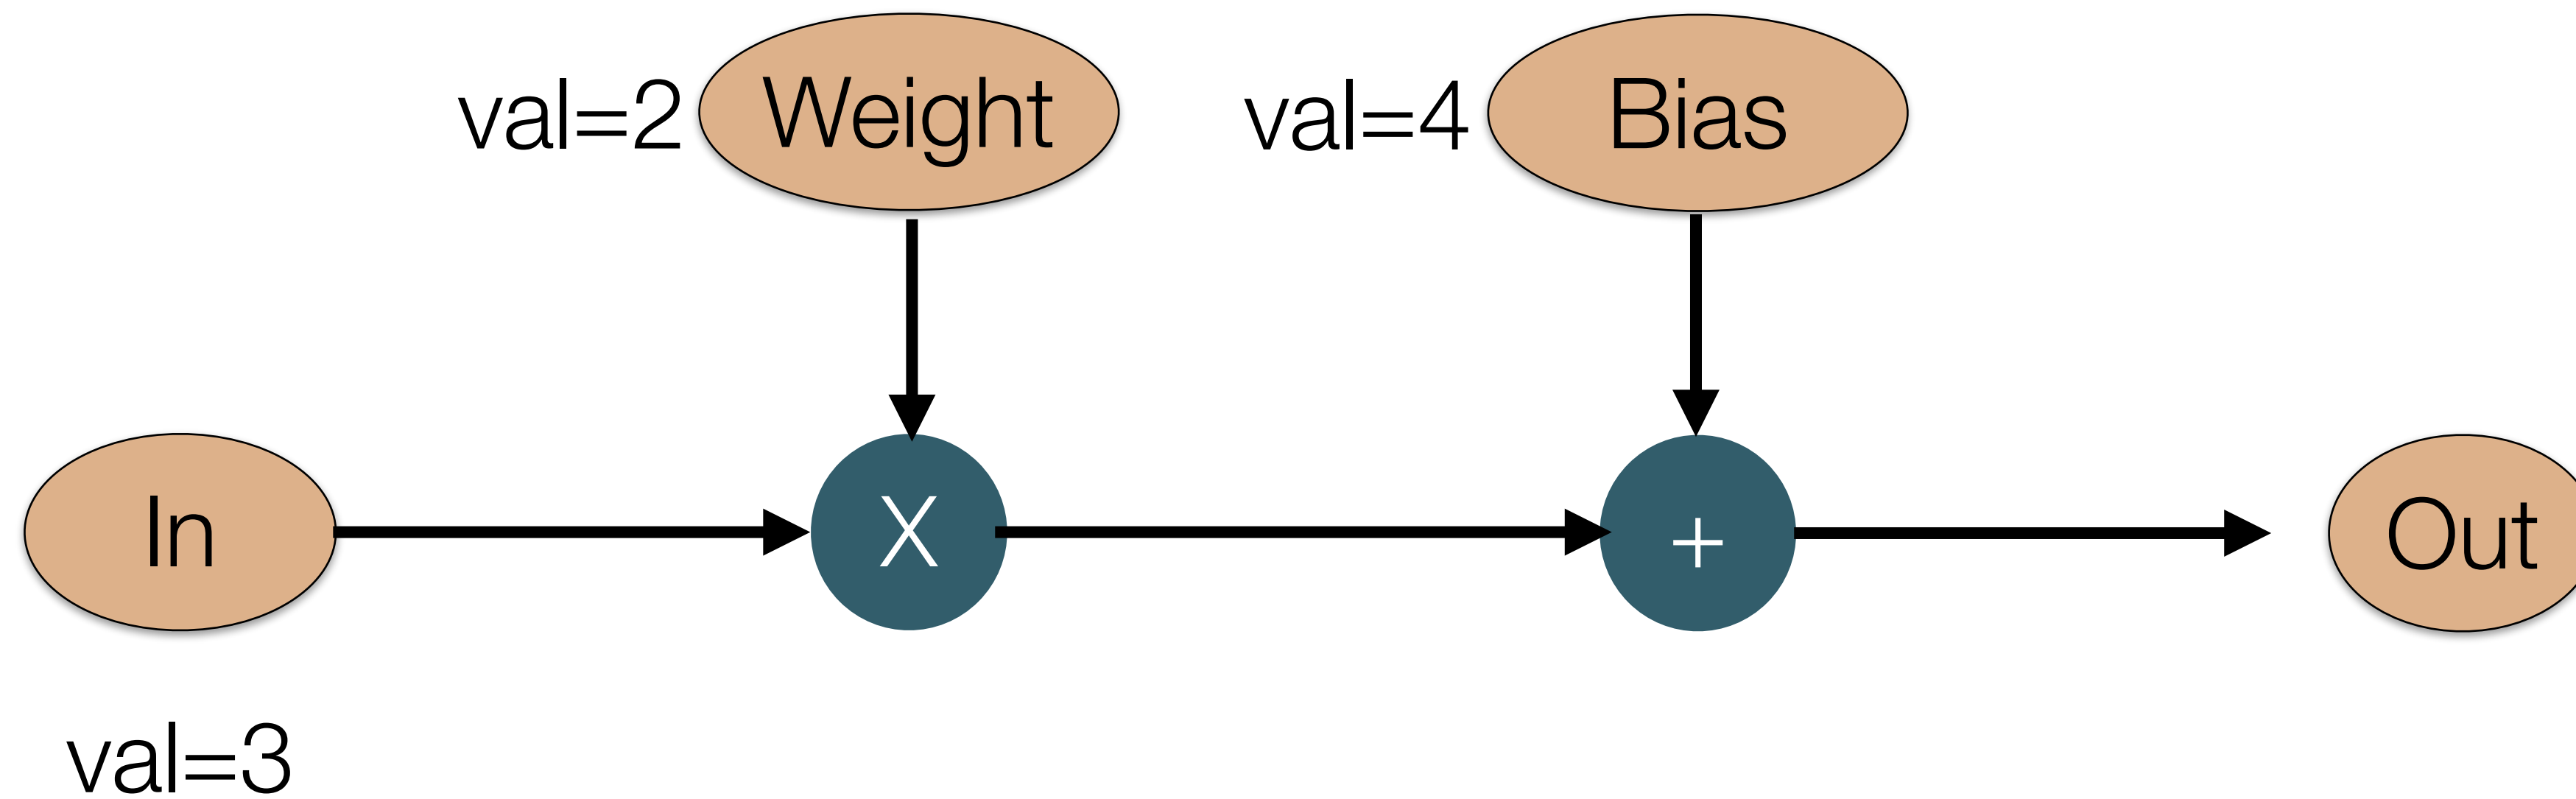 val=2
Weight
val=4
Bias
In
X
+
Out
val=3